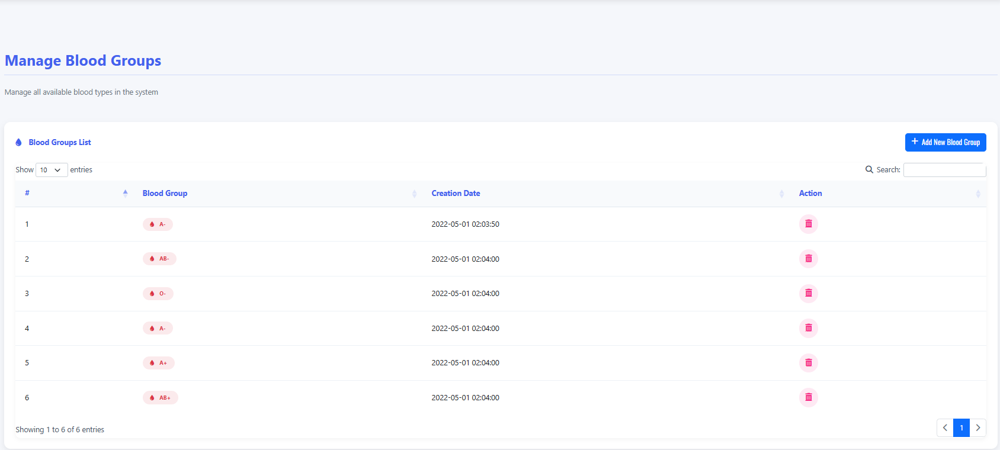 Manage Blood Groups
Manage all available blood types in the system
Blood Groups List
Add New Blood Group
Show 10 entries
Search:
# Blood Group Creation Date Action
1 A- 2022-05-01 02:03:50
2 AB- 2022-05-01 02:04:00
3 O- 2022-05-01 02:04:00
4 A- 2022-05-01 02:04:00
5 A+ 2022-05-01 02:04:00
6 AB+ 2022-05-01 02:04:00
Showing 1 to 6 of 6 entries
1